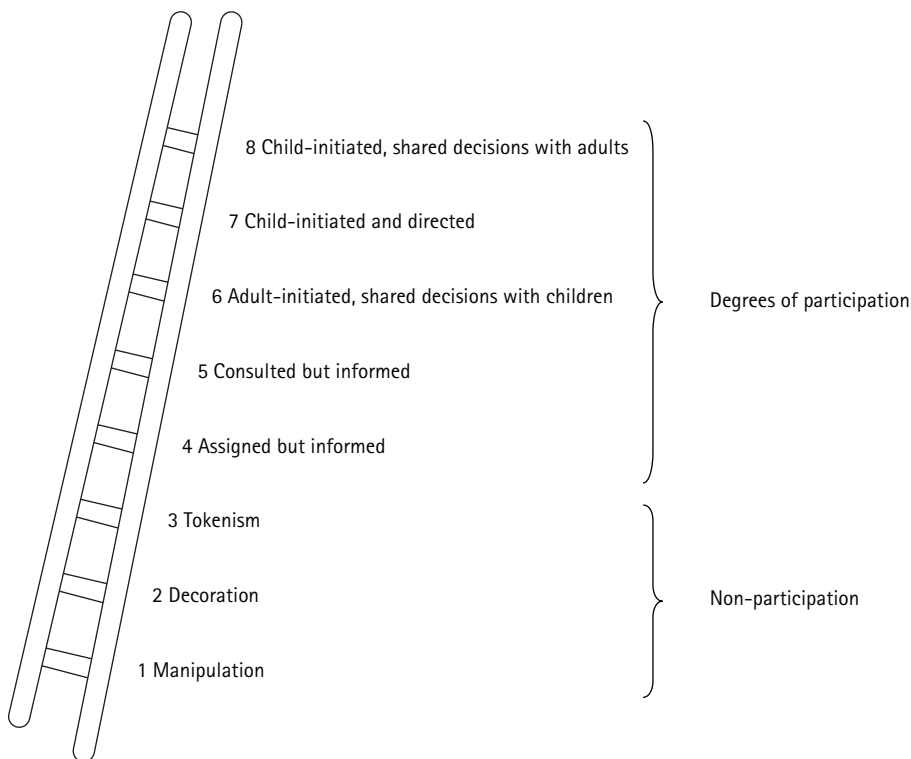 8 Child-initiated, shared decisions with adults
7 Child-initiated and directed
6 Adult-initiated, shared decisions with children
Degrees of participation
5 Consulted but informed
4 Assigned but informed
3 Tokenism
2 Decoration
Non-participation
1 Manipulation